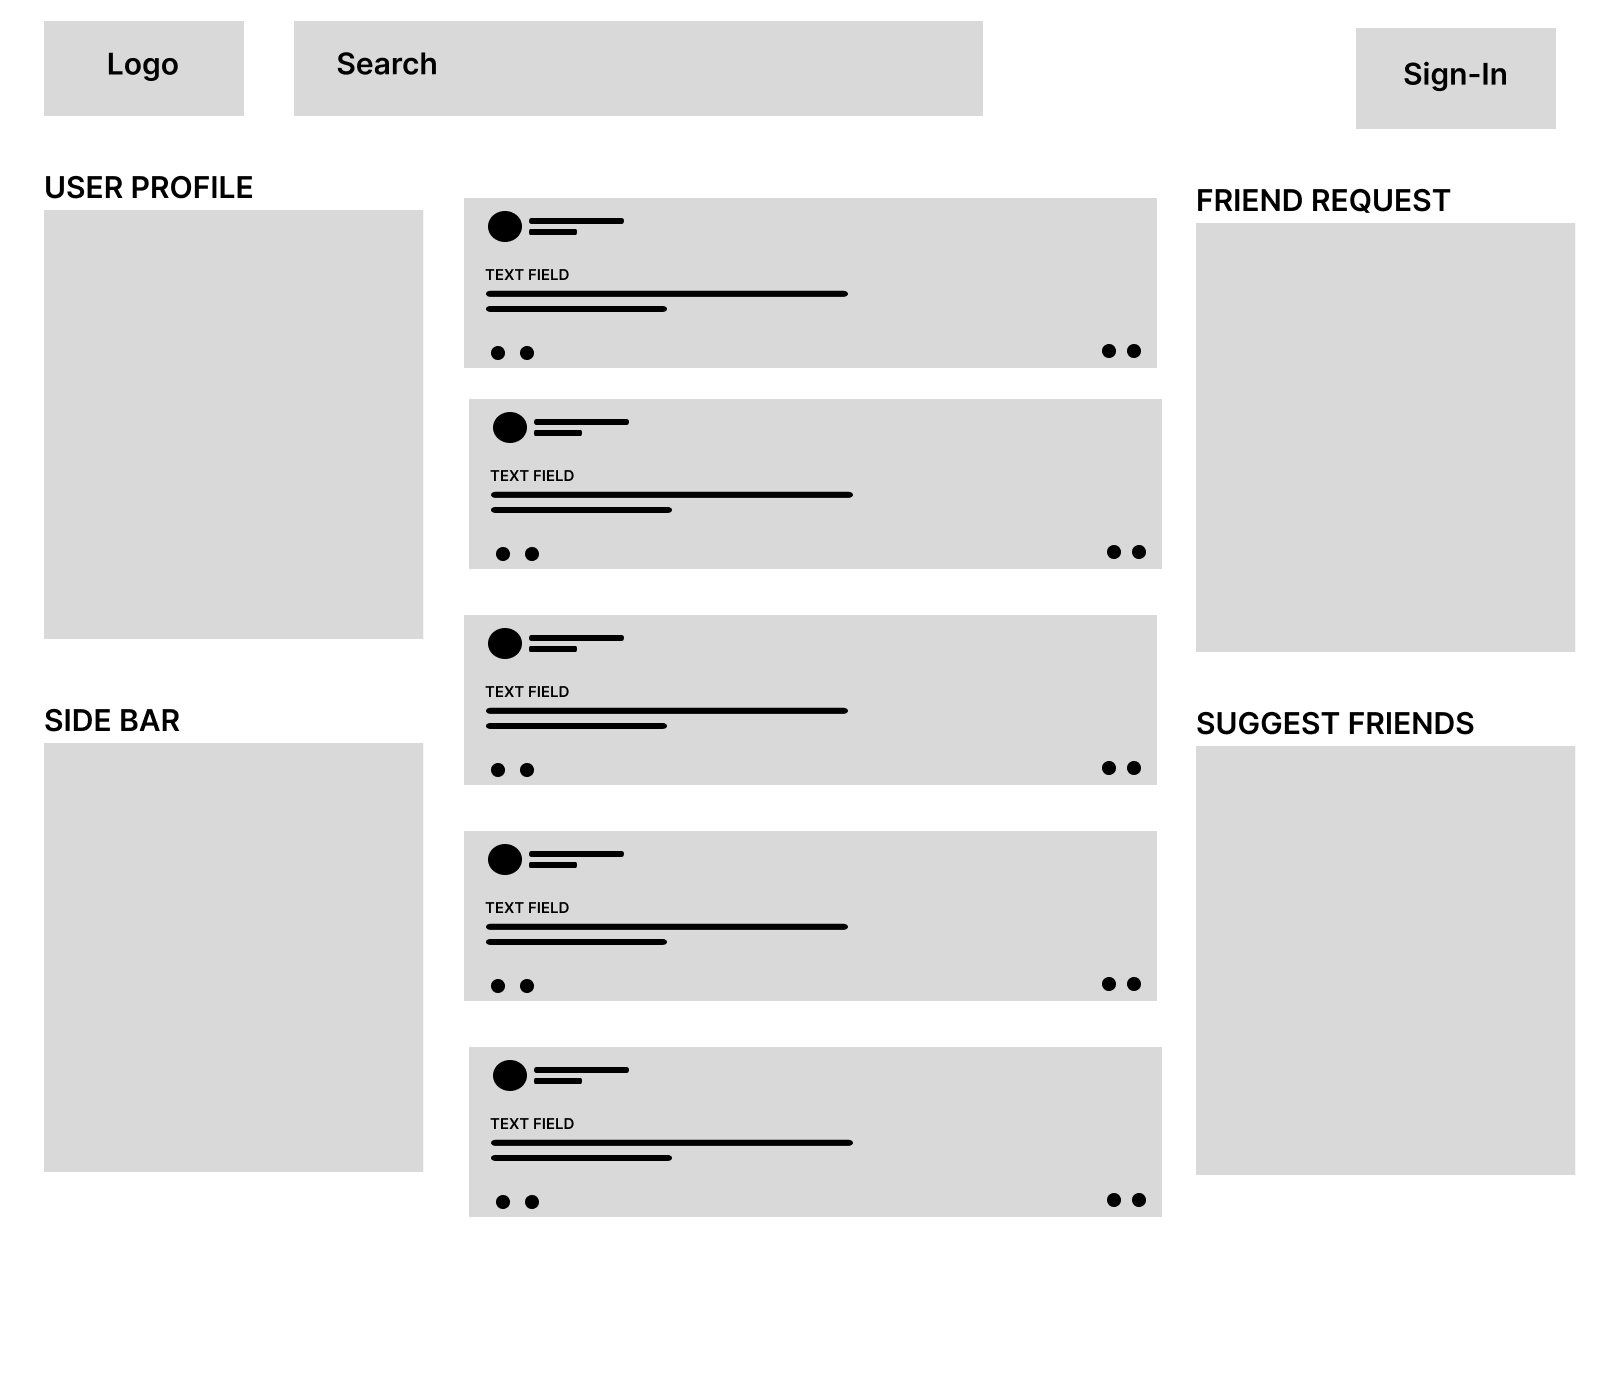 Logo
Search
Sign-In
USER PROFILE
FRIEND REQUEST
TEXT FIELD
TEXT FIELD
TEXT FIELD
SIDE BAR
SUGGEST FRIENDS
TEXT FIELD
TEXT FIELD